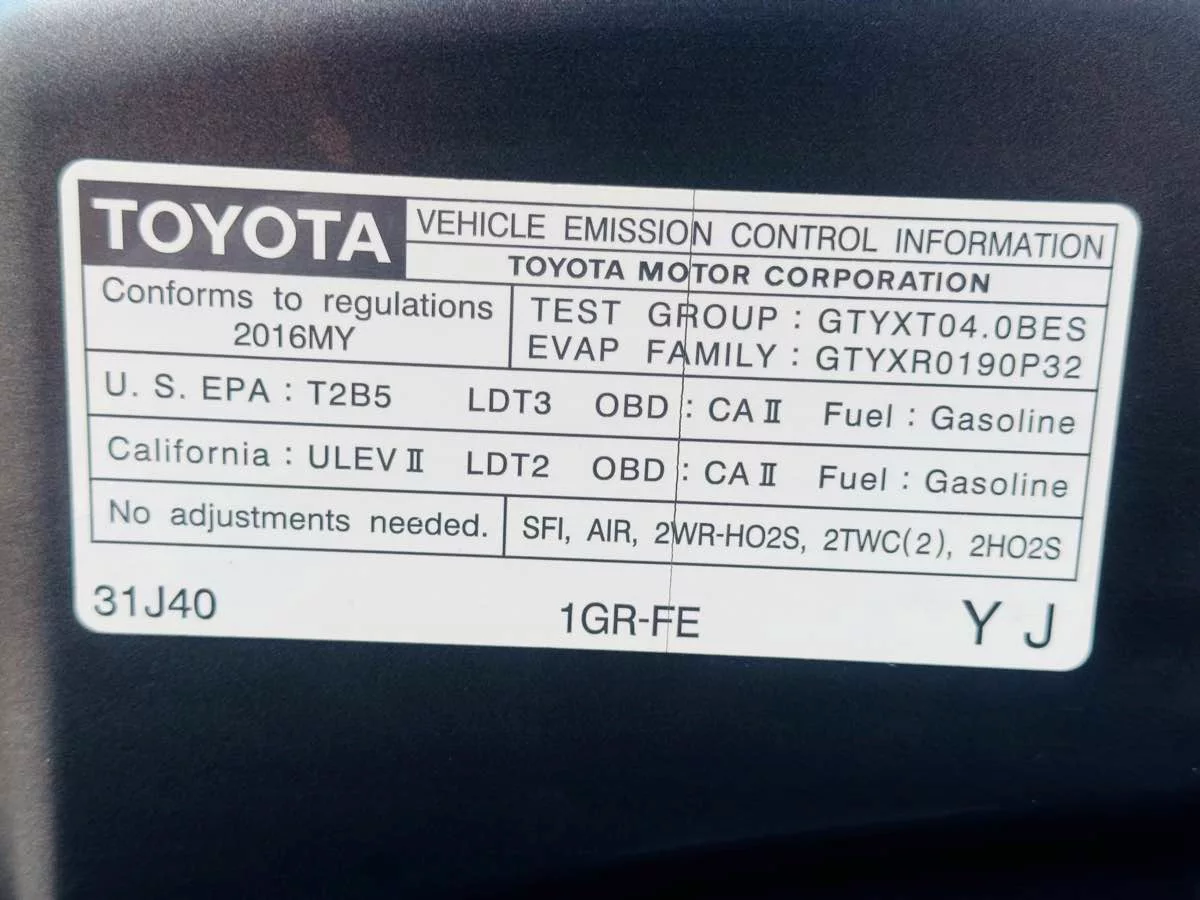 TOYOTA
VEHICLE EMISSION CONTROL INFORMATION
TOYOTA MOTOR CORPORATION
Conforms to regulations
2016MY
TEST GROUP : GTYXT04.0BES
EVAP FAMILY : GTYXR0190P32
U. S. EPA : T2B5 LDT3 OBD : CA II Fuel : Gasoline
California : ULEV II LDT2 OBD : CA II Fuel : Gasoline
No adjustments needed. SFI, AIR, 2WR-HO2S, 2TWC(2), 2HO2S
31J40 1GR-FE Y J